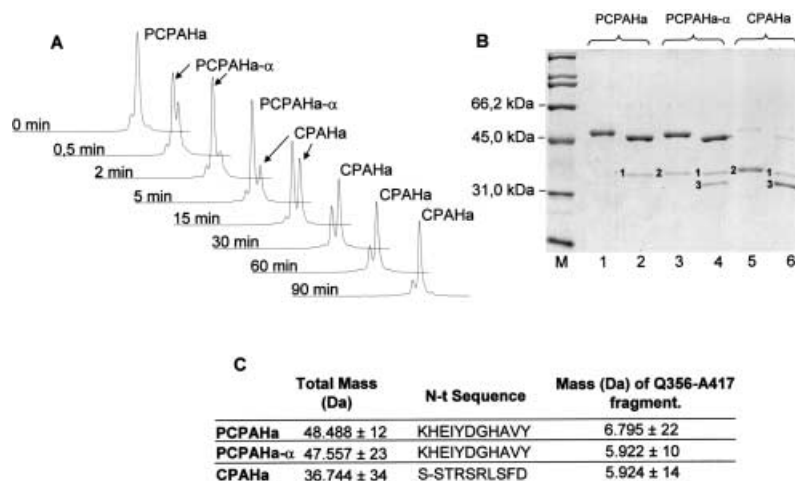 A
PCPAHa
PCPAHa-α
PCPAHa-α
CPAHa
CPAHa
CPAHa
CPAHa
0 min
0,5 min
2 min
5 min
15 min
30 min
60 min
90 min
B
PCPAHa PCPAHa-α CPAHa
66,2 kDa
45,0 kDa
31,0 kDa
1 2 1 2 1
3 3
M 1 2 3 4 5 6
C
Total Mass (Da) N-t Sequence Mass (Da) of Q356-A417 fragment.
PCPAHa 48.488 ± 12 KHEIYDGHAVY 6.795 ± 22
PCPAHa-α 47.557 ± 23 KHEIYDGHAVY 5.922 ± 10
CPAHa 36.744 ± 34 S-STRSRLSFD 5.924 ± 14